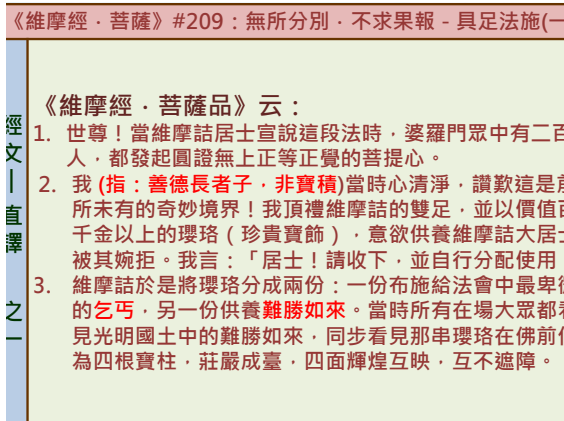 《維摩經．菩薩》#209：無所分別．不求果報 - 具足法施(一
經文｜直譯 之一
《維摩經．菩薩品》云：
1. 世尊！當維摩詰居士宣說這段法時，婆羅門眾中有二百
人，都發起圓證無上正等正覺的菩提心。
2. 我 (指：善德長者子，非寶積)當時心清淨，讚歎這是前
所未有的奇妙境界！我頂禮維摩詰的雙足，並以價值百
千金以上的瓔珞（珍貴寶飾），意欲供養維摩詰大居士
被其婉拒。我言：「居士！請收下，並自行分配使用
3. 維摩詰於是將瓔珞分成兩份：一份布施給法會中最卑微
的乞丐，另一份供養難勝如來。當時所有在場大眾都看
見光明國土中的難勝如來，同步看見那串瓔珞在佛前
為四根寶柱，莊嚴成臺，四面輝煌互映，互不遮障。